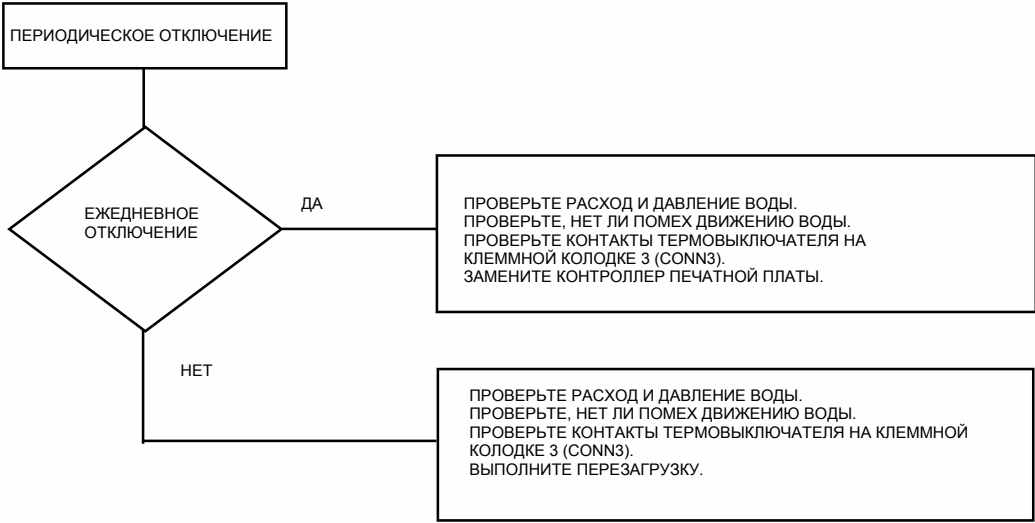 ПЕРИОДИЧЕСКОЕ ОТКЛЮЧЕНИЕ
ЕЖЕДНЕВНОЕ
ОТКЛЮЧЕНИЕ
ДА
ПРОВЕРЬТЕ РАСХОД И ДАВЛЕНИЕ ВОДЫ.
ПРОВЕРЬТЕ, НЕТ ЛИ ПОМЕХ ДВИЖЕНИЮ ВОДЫ.
ПРОВЕРЬТЕ КОНТАКТЫ ТЕРМОВЫКЛЮЧАТЕЛЯ НА
КЛЕММНОЙ КОЛОДКЕ 3 (CONN3).
ЗАМЕНИТЕ КОНТРОЛЛЕР ПЕЧАТНОЙ ПЛАТЫ.
НЕТ
ПРОВЕРЬТЕ РАСХОД И ДАВЛЕНИЕ ВОДЫ.
ПРОВЕРЬТЕ, НЕТ ЛИ ПОМЕХ ДВИЖЕНИЮ ВОДЫ.
ПРОВЕРЬТЕ КОНТАКТЫ ТЕРМОВЫКЛЮЧАТЕЛЯ НА КЛЕММНОЙ
КОЛОДКЕ 3 (CONN3).
ВЫПОЛНИТЕ ПЕРЕЗАГРУЗКУ.